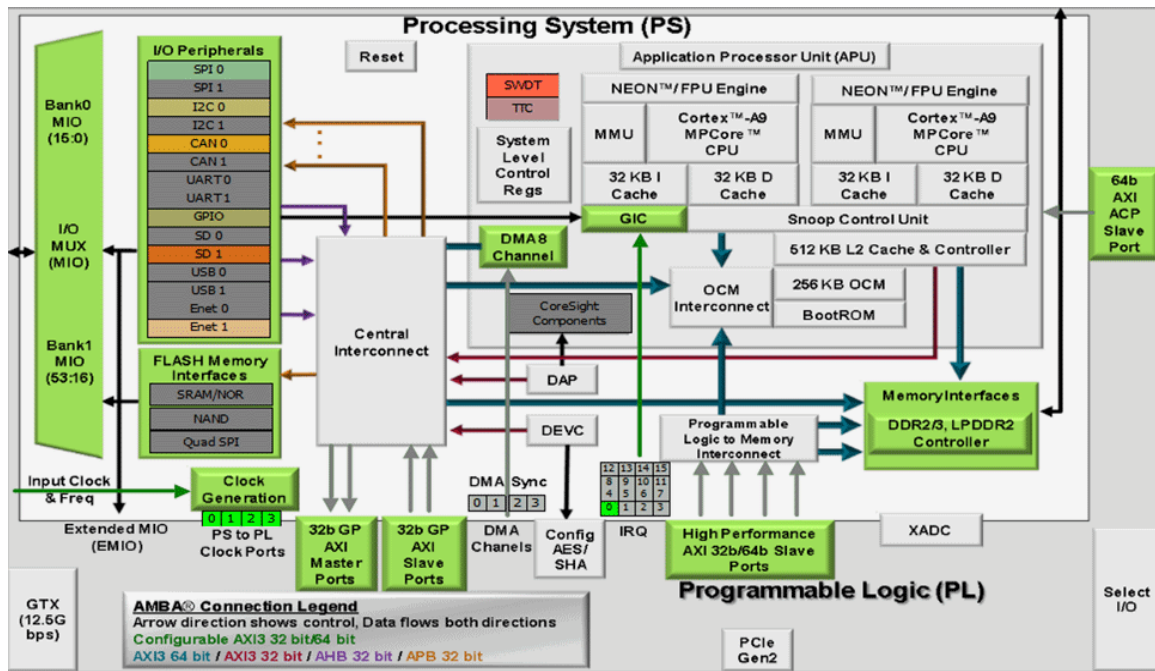 Processing System (PS)
I/O Peripherals
SPI 0
SPI 1
I2C 0
I2C 1
CAN 0
CAN 1
UART 0
UART 1
GPIO
SD 0
SD 1
USB 0
USB 1
Enet 0
Enet 1
FLASH Memory
Interfaces
SRAM/NOR
NAND
Quad SPI
Bank0
MIO
(15:0)
I/O
MUX
(MIO)
Bank1
MIO
(53:16)
Reset
SWDT
TTC
System
Level
Control
Regs
Application Processor Unit (APU)
NEON™/FPU Engine
MMU
Cortex™-A9
MPCore™
CPU
32 KB I
Cache
32 KB D
Cache
NEON™/FPU Engine
MMU
Cortex™-A9
MPCore™
CPU
32 KB I
Cache
32 KB D
Cache
GIC
Snoop Control Unit
DMA8
Channel
512 KB L2 Cache & Controller
OCM
Interconnect
256 KB OCM
BootROM
CoreSight
Components
Central
Interconnect
DAP
DEVC
Programmable
Logic to Memory
Interconnect
Memory Interfaces
DDR2/3, LPDDR2
Controller
64b
AXI
ACP
Slave
Port
Input Clock
& Freq
Clock
Generation
0 1 2 3
PS to PL
Clock Ports
Extended MIO
(EMIO)
32b GP
AXI
Master
Ports
32b GP
AXI
Slave
Ports
DMA Sync
0 1 2 3
DMA
Channels
Config
AES/
SHA
12 13 14 15
8 9 10 11
4 5 6 7
0 1 2 3
IRQ
High Performance
AXI 32b/64b Slave
Ports
XADC
Programmable Logic (PL)
GTX
(12.5G
bps)
AMBA® Connection Legend
Arrow direction shows control, Data flows both directions
Configurable AXI3 32 bit/64 bit
AXI3 64 bit / AXI3 32 bit / AHB 32 bit / APB 32 bit
PCIe
Gen2
Select
I/O